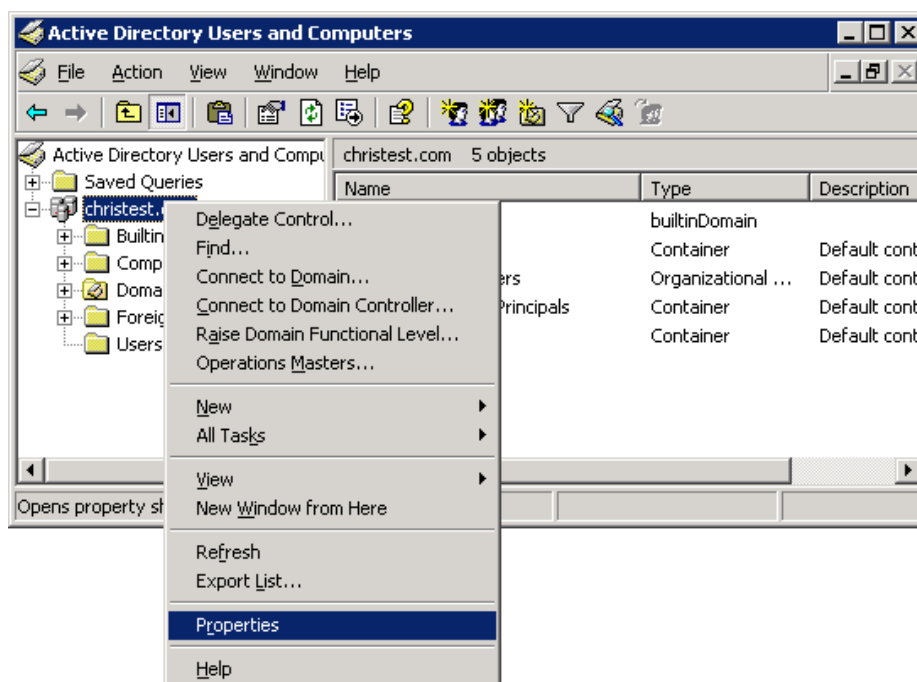 Active Directory Users and Computers
File Action View Window Help
Active Directory Users and Compu
christest.com 5 objects
Saved Queries
Name Type Description
christest.
Builtin
Comp
Doma
Foreig
Users
builtinDomain
Container Default cont
ers Organizational ... Default cont
Principals Container Default cont
Container Default cont
Delegate Control...
Find...
Connect to Domain...
Connect to Domain Controller...
Raise Domain Functional Level...
Operations Masters...
New
All Tasks
View
New Window from Here
Refresh
Export List...
Properties
Help
Opens property sh